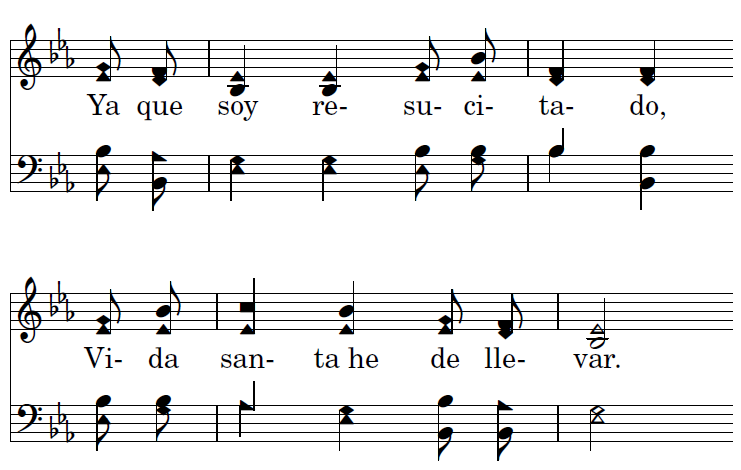 Ya que soy re- su- ci- ta- do,
Vi- da san- ta he de lle- var.